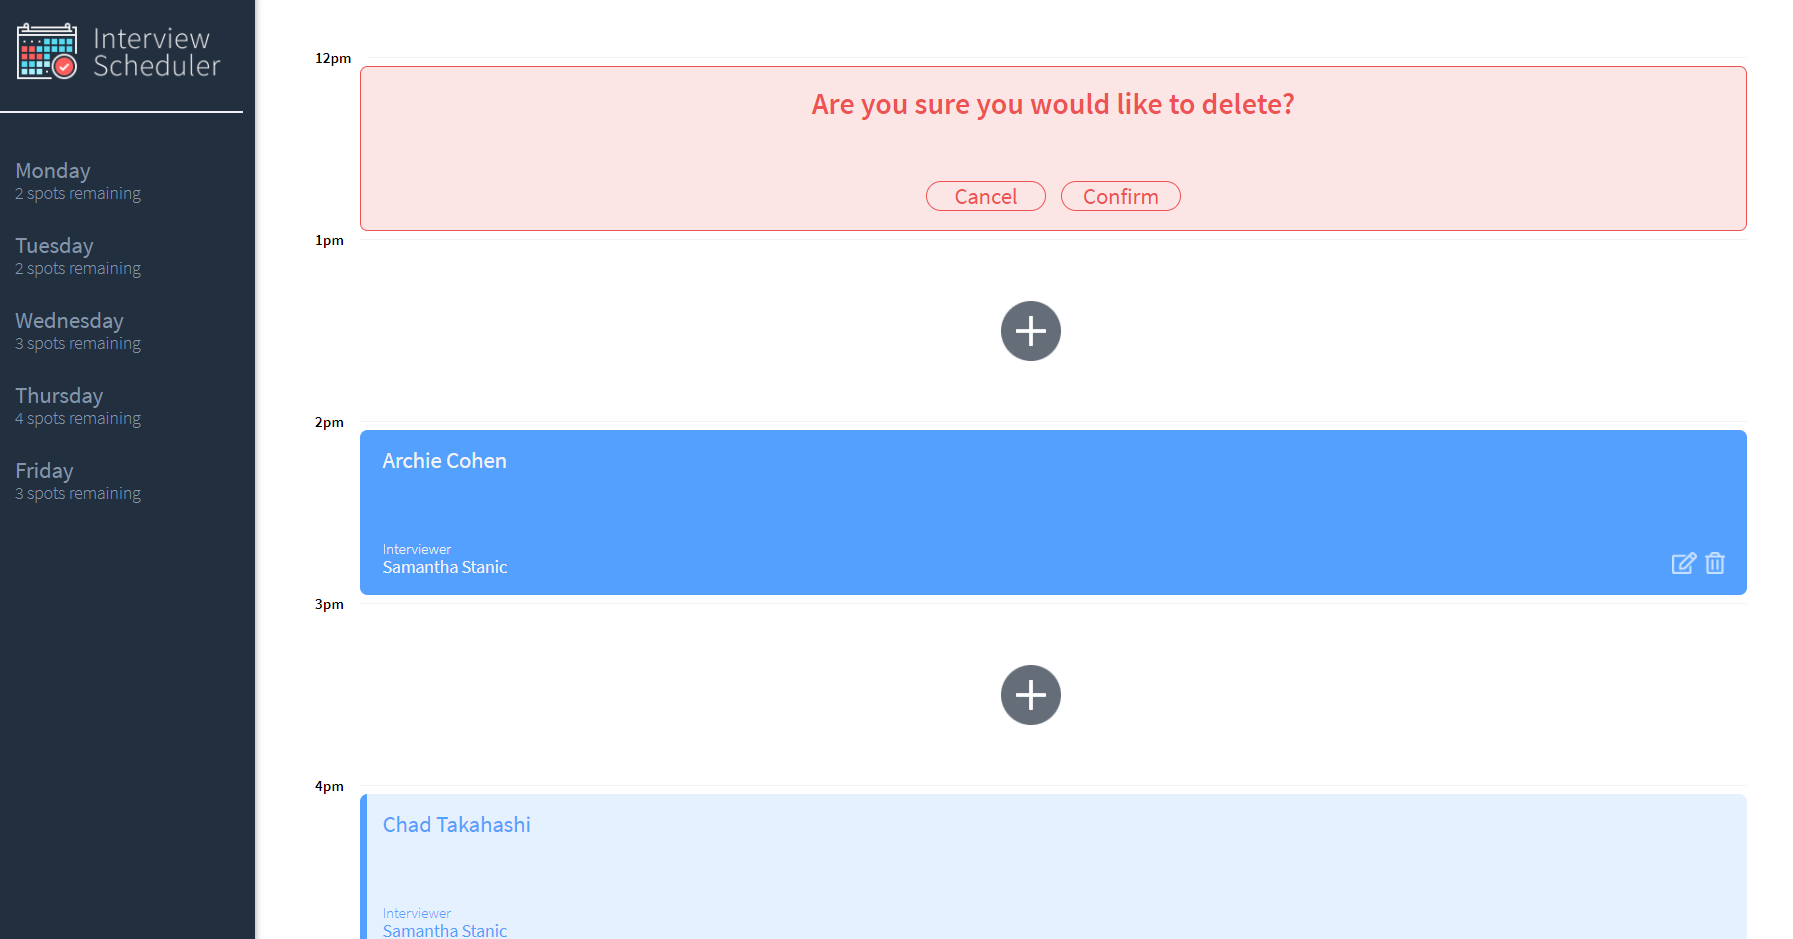 Interview
Scheduler
Monday
2 spots remaining
Tuesday
2 spots remaining
Wednesday
3 spots remaining
Thursday
4 spots remaining
Friday
3 spots remaining
12pm
Are you sure you would like to delete?
Cancel Confirm
1pm
2pm
Archie Cohen
Interviewer
Samantha Stanic
3pm
4pm
Chad Takahashi
Interviewer
Samantha Stanic